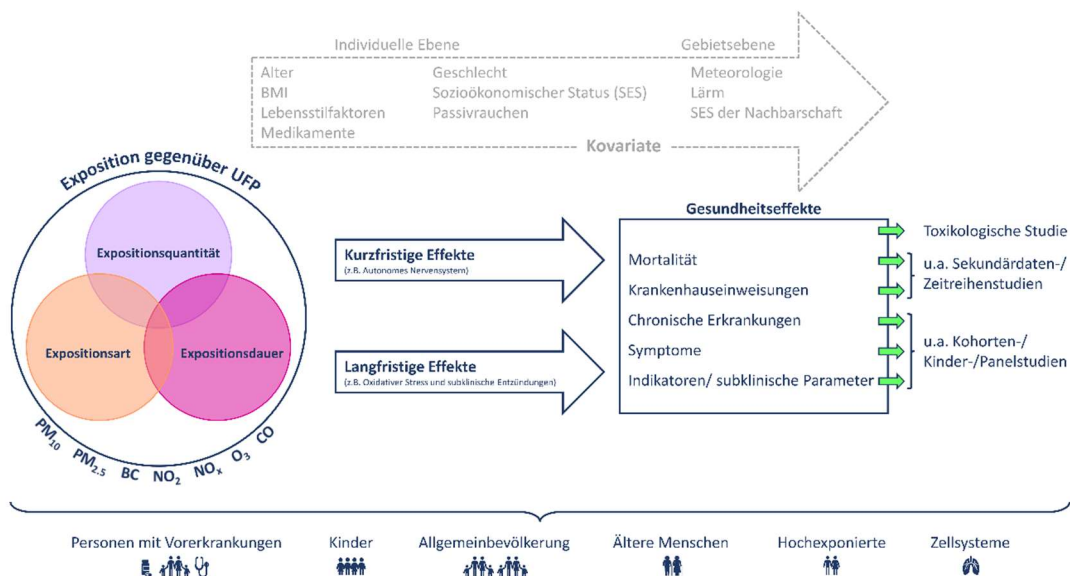 Individuelle Ebene Gebietsebene
Alter Geschlecht Meteorologie
BMI Sozioökonomischer Status (SES) Lärm
Lebensstilfaktoren Passivrauchen SES der Nachbarschaft
Medikamente
Kovariate
Exposition gegenüber UFP
Expositionsquantität
Expositionsart Expositionsdauer
PM10 PM2.5 BC NO2 NOx O3 CO
Kurzfristige Effekte
(z.B. Autonomes Nervensystem)
Langfristige Effekte
(z.B. Oxidativer Stress und subklinische Entzündungen)
Gesundheitseffekte
Toxikologische Studie
Mortalität
Krankenhauseinweisungen
u.a. Sekundärdaten-/
Zeitreihenstudien
Chronische Erkrankungen
Symptome
Indikatoren/ subklinische Parameter
u.a. Kohorten-/
Kinder-/Panelstudien
Personen mit Vorerkrankungen Kinder Allgemeinbevölkerung Ältere Menschen Hochexponierte Zellsysteme